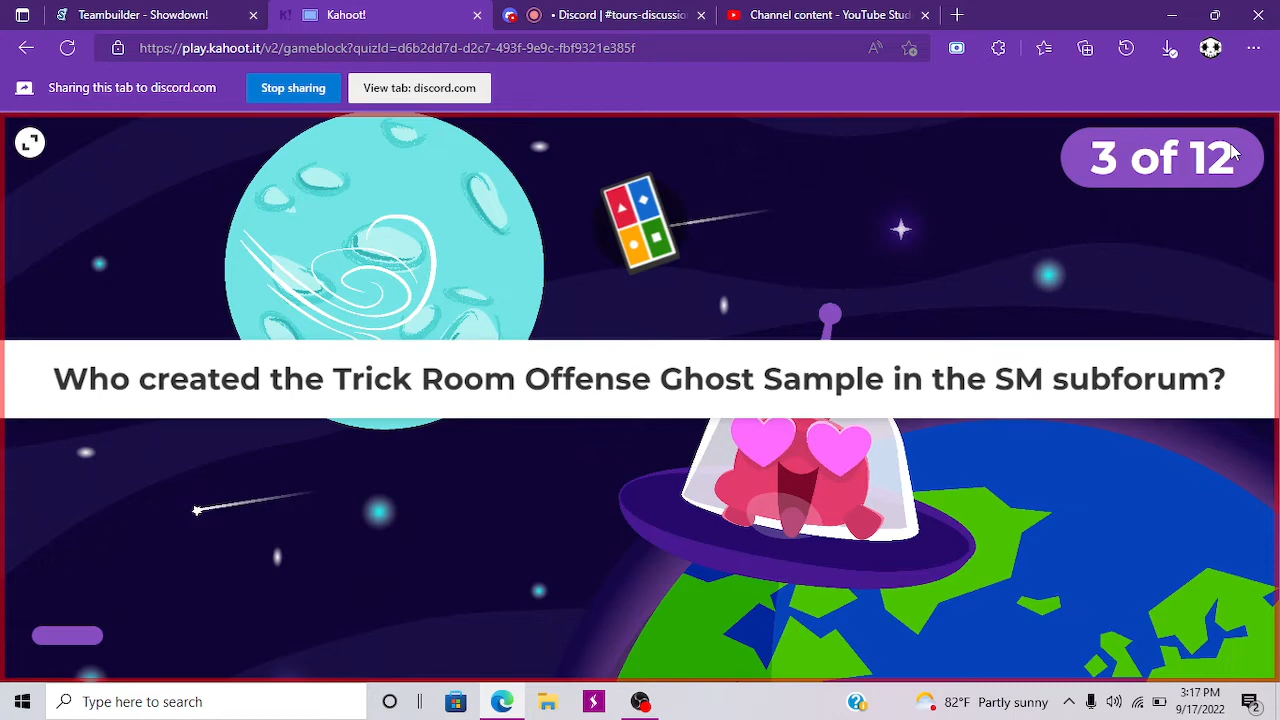 Teambuilder - Showdown!
K! Kahoot!
• Discord | #tours-discussio
Channel content - YouTube Stud
https://play.kahoot.it/v2/gameblock?quizId=d6b2dd7d-d2c7-493f-9e9c-fbf9321e385f
Sharing this tab to discord.com
Stop sharing
View tab: discord.com
3 of 12
Who created the Trick Room Offense Ghost Sample in the SM subforum?
Type here to search
82°F Partly sunny
3:17 PM
9/17/2022
2